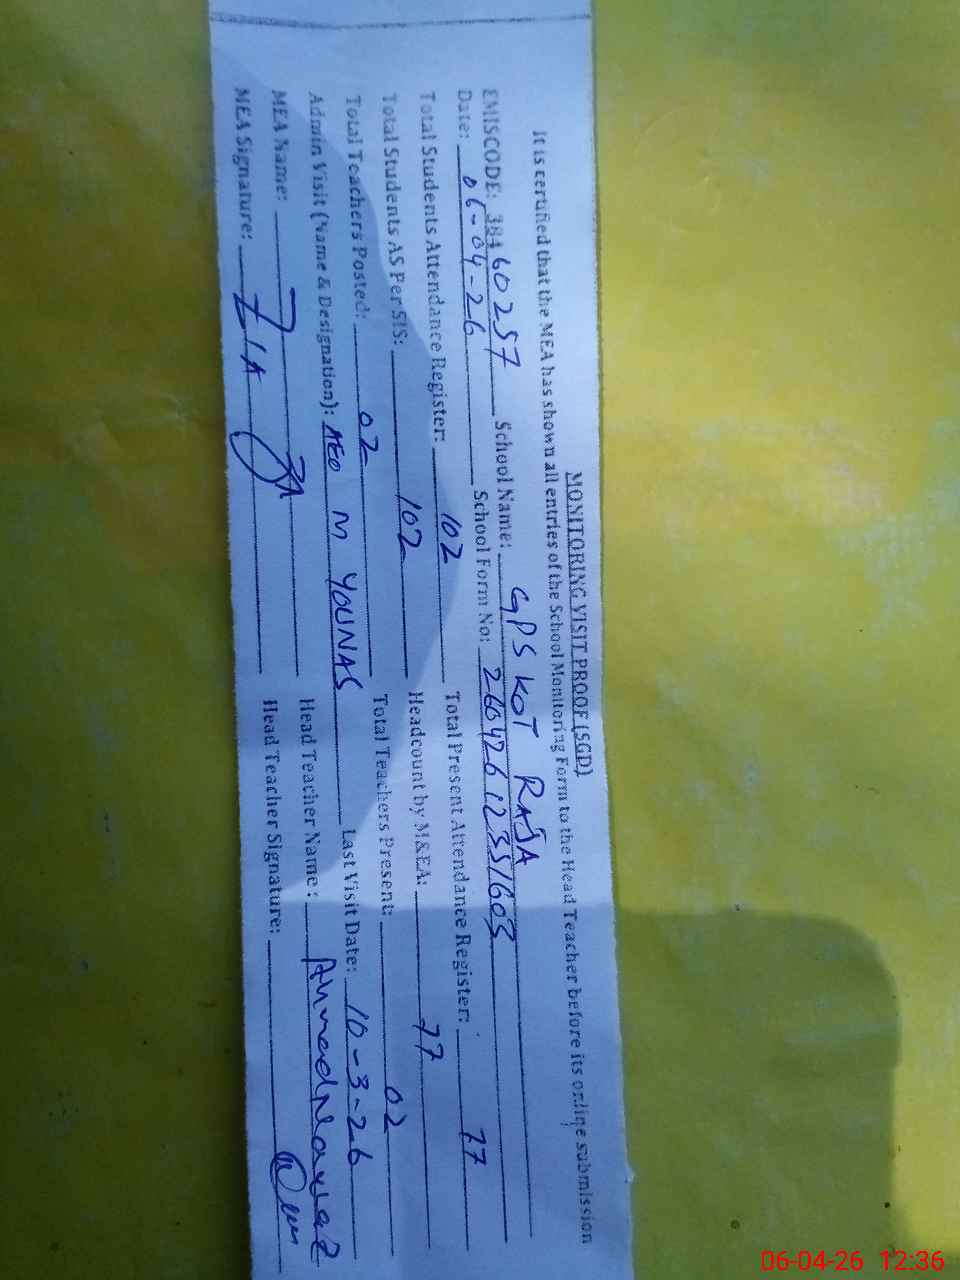 MONITORING VISIT PROOF (SGD)
It is certified that the MEA has shown all entries of the School Monitoring Form to the Head Teacher before its online submission
EMISCODE: 38460257 School Name: GPS KOT RAJA
Date: 06-04-26 School Form No: 26042612351603
Total Students Attendance Register: 102 Total Present Attendance Register: 77
Total Students AS Per SIS: 102 Headcount by M&EA: 77
Total Teachers Posted: 02 Total Teachers Present: 02
Admin Visit (Name & Designation): AEO M YOUNAS Last Visit Date: 10-3-26
MEA Name: Head Teacher Name: Ahmad Nawaz
MEA Signature: ZIA Head Teacher Signature:
06-04-26 12:36